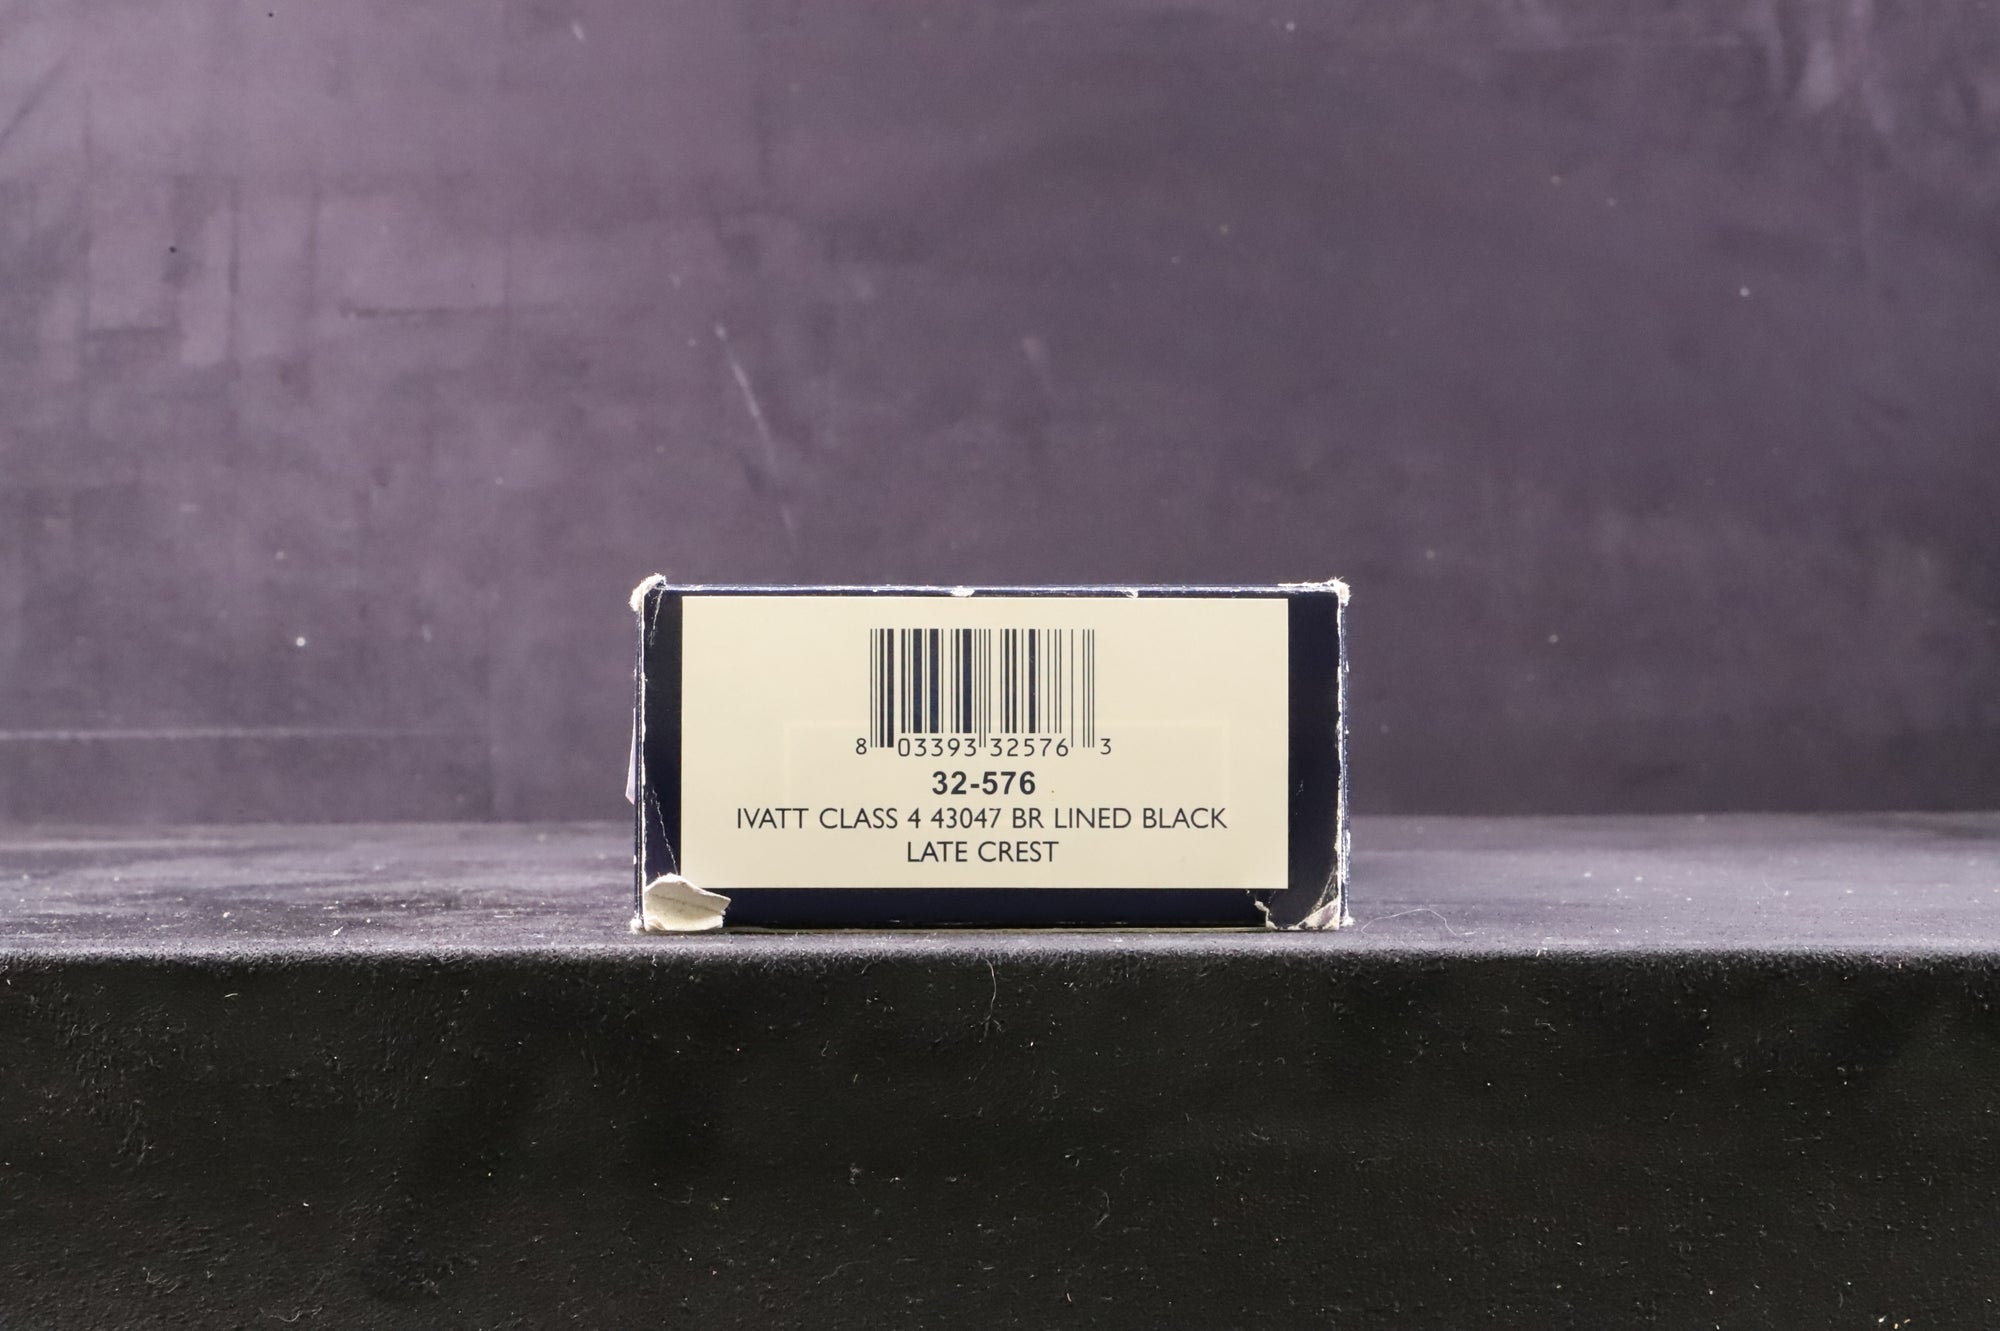 8 03393 32576 3
32-576
IVATT CLASS 4 43047 BR LINED BLACK
LATE CREST